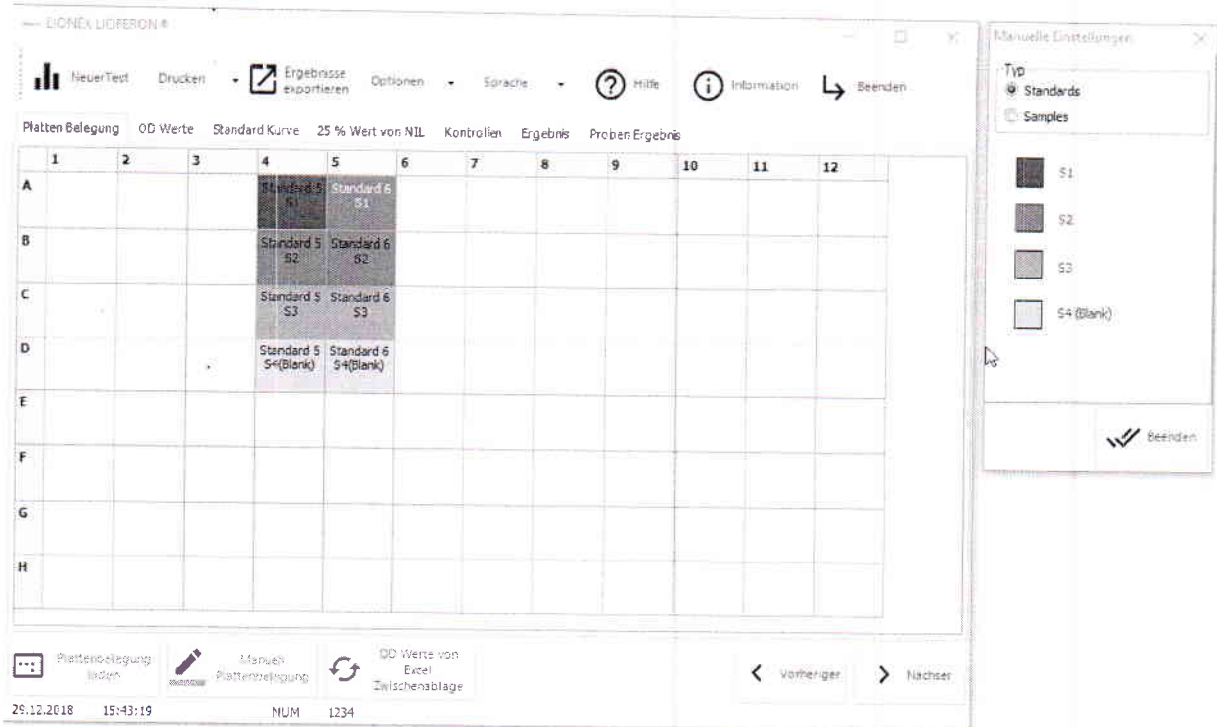 LIONEX LIOFERON®
Neuer Test Drucken Ergebnisse exportieren Optionen Sprache Hilfe Information Beenden
Platten Belegung OD Werte Standard Kurve 25 % Wert von NIL Kontrollen Ergebnis Proben Ergebnis
1 2 3 4 5 6 7 8 9 10 11 12
A
Standard 5 Standard 6
S1 S1
B
Standard 5 Standard 6
S2 S2
C
Standard 5 Standard 6
S3 S3
D
Standard 5 Standard 6
S4(Blank) S4(Blank)
E
F
G
H
Plattenbelegung laden
Manuell Plattenbelegung
OD Werte von Excel Zwischenablage
Vorheriger
Nächser
29.12.2018 15:43:19 NUM 1234
Manuelle Einstellungen
Typ
Standards
Samples
S1
S2
S3
S4 (Blank)
Beenden